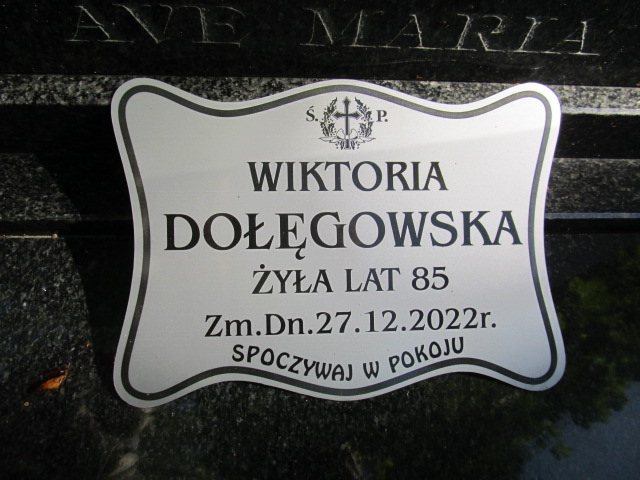 AVE MARIA
Ś. P.
WIKTORIA
DOŁĘGOWSKA
ŻYŁA LAT 85
Zm.Dn.27.12.2022r.
SPOCZYWAJ W POKOJU